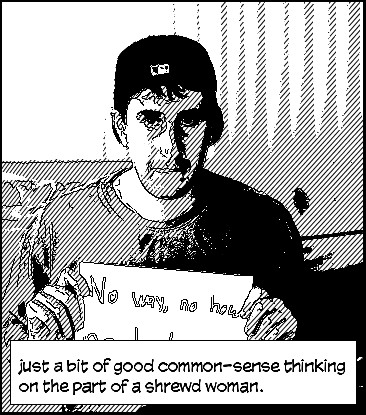 No way, no how
just a bit of good common-sense thinking
on the part of a shrewd woman.